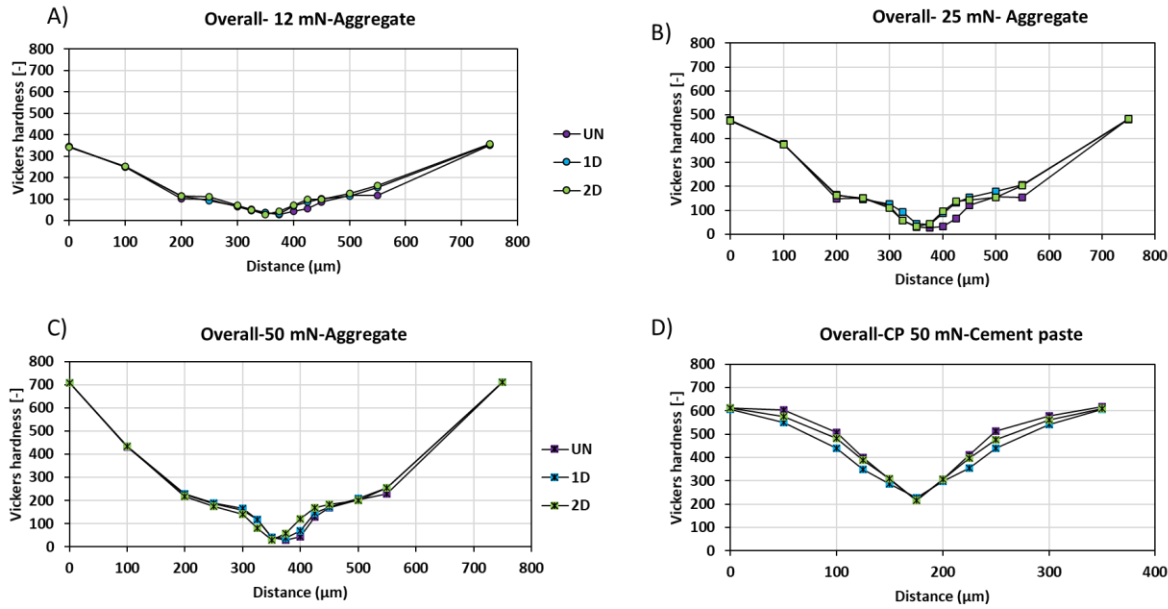 A)
Overall- 12 mN-Aggregate
Vickers hardness [-]
800
700
600
500
400
300
200
100
0
0 100 200 300 400 500 600 700 800
Distance (µm)
UN
1D
2D
B)
Overall- 25 mN- Aggregate
Vickers hardness [-]
800
700
600
500
400
300
200
100
0
0 100 200 300 400 500 600 700 800
Distance (µm)
C)
Overall-50 mN-Aggregate
Vickers hardness [-]
800
700
600
500
400
300
200
100
0
0 100 200 300 400 500 600 700 800
Distance (µm)
UN
1D
2D
D)
Overall-CP 50 mN-Cement paste
Vickers hardness [-]
800
700
600
500
400
300
200
100
0
0 100 200 300 400
Distance (µm)